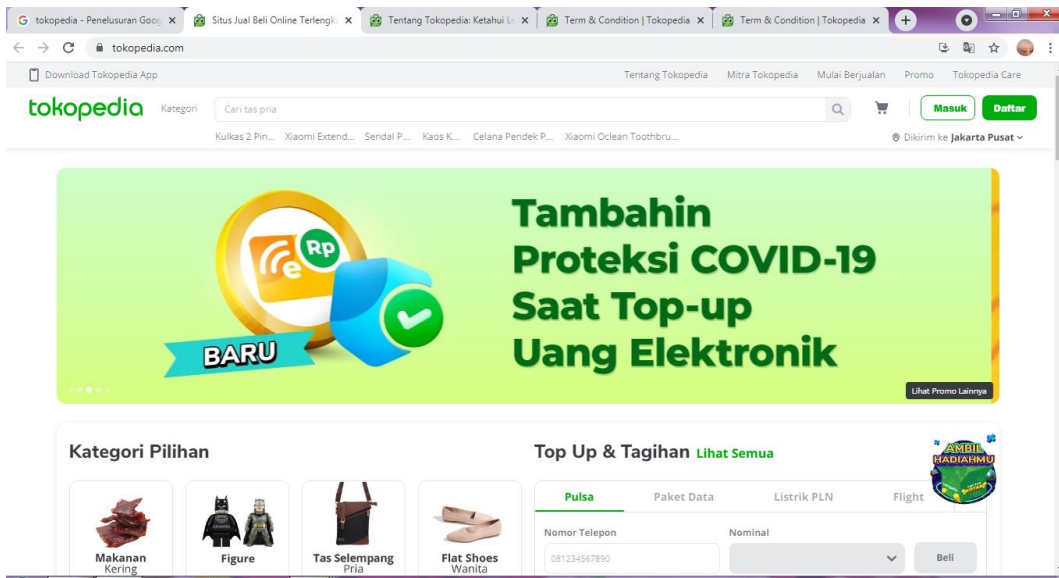 tokopedia - Penelusuran Goog
Situs Jual Beli Online Terlengk
Tentang Tokopedia: Ketahui L
Term & Condition | Tokopedia
Term & Condition | Tokopedia
tokopedia.com
Download Tokopedia App
Tentang Tokopedia Mitra Tokopedia Mulai Berjualan Promo Tokopedia Care
tokopedia Kategori Cari tas pria Masuk Daftar
Kulkas 2 Pin... Xiaomi Extend... Sendal P... Kaos K... Celana Pendek P... Xiaomi Oclean Toothbru...
Dikirim ke Jakarta Pusat
Rp
e
BARU
Tambahin
Proteksi COVID-19
Saat Top-up
Uang Elektronik
Lihat Promo Lainnya
Kategori Pilihan
Makanan
Kering
Figure
Tas Selempang
Pria
Flat Shoes
Wanita
Top Up & Tagihan Lihat Semua
AMBIL
HADIAHMU
Pulsa Paket Data Listrik PLN Flight
Nomor Telepon Nominal
081234567890 Beli